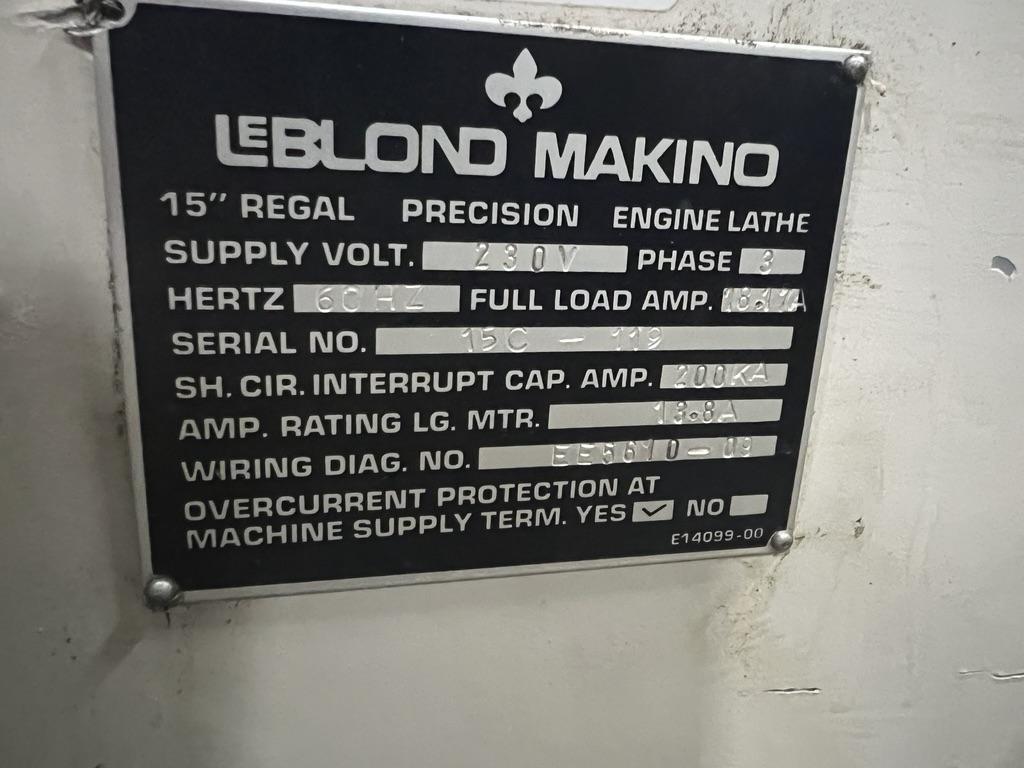 LEBLOND MAKINO
15" REGAL PRECISION ENGINE LATHE
SUPPLY VOLT. 230V PHASE 3
HERTZ 60HZ FULL LOAD AMP.
SERIAL NO. 15C - 119
SH. CIR. INTERRUPT CAP. AMP. 200KA
AMP. RATING LG. MTR. 13.8A
WIRING DIAG. NO. EE6610-09
OVERCURRENT PROTECTION AT
MACHINE SUPPLY TERM. YES ✓ NO
E14099-00